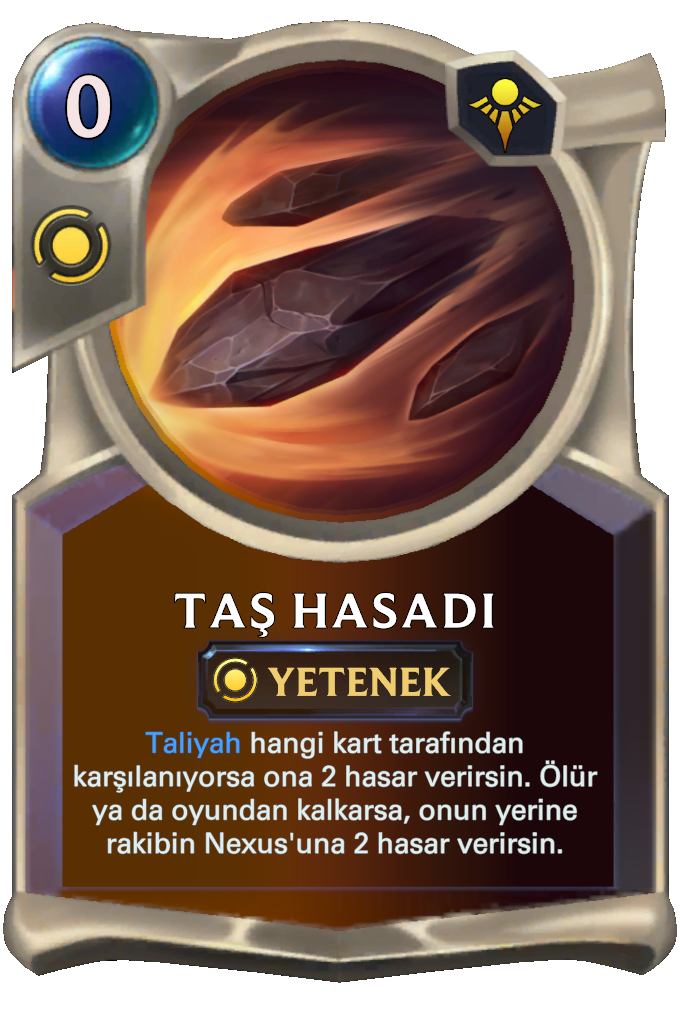 0
TAŞ HASADI
YETENEK
Taliyah hangi kart tarafından
karşılanıyorsa ona 2 hasar verirsin. Ölür
ya da oyundan kalkarsa, onun yerine
rakibin Nexus'una 2 hasar verirsin.